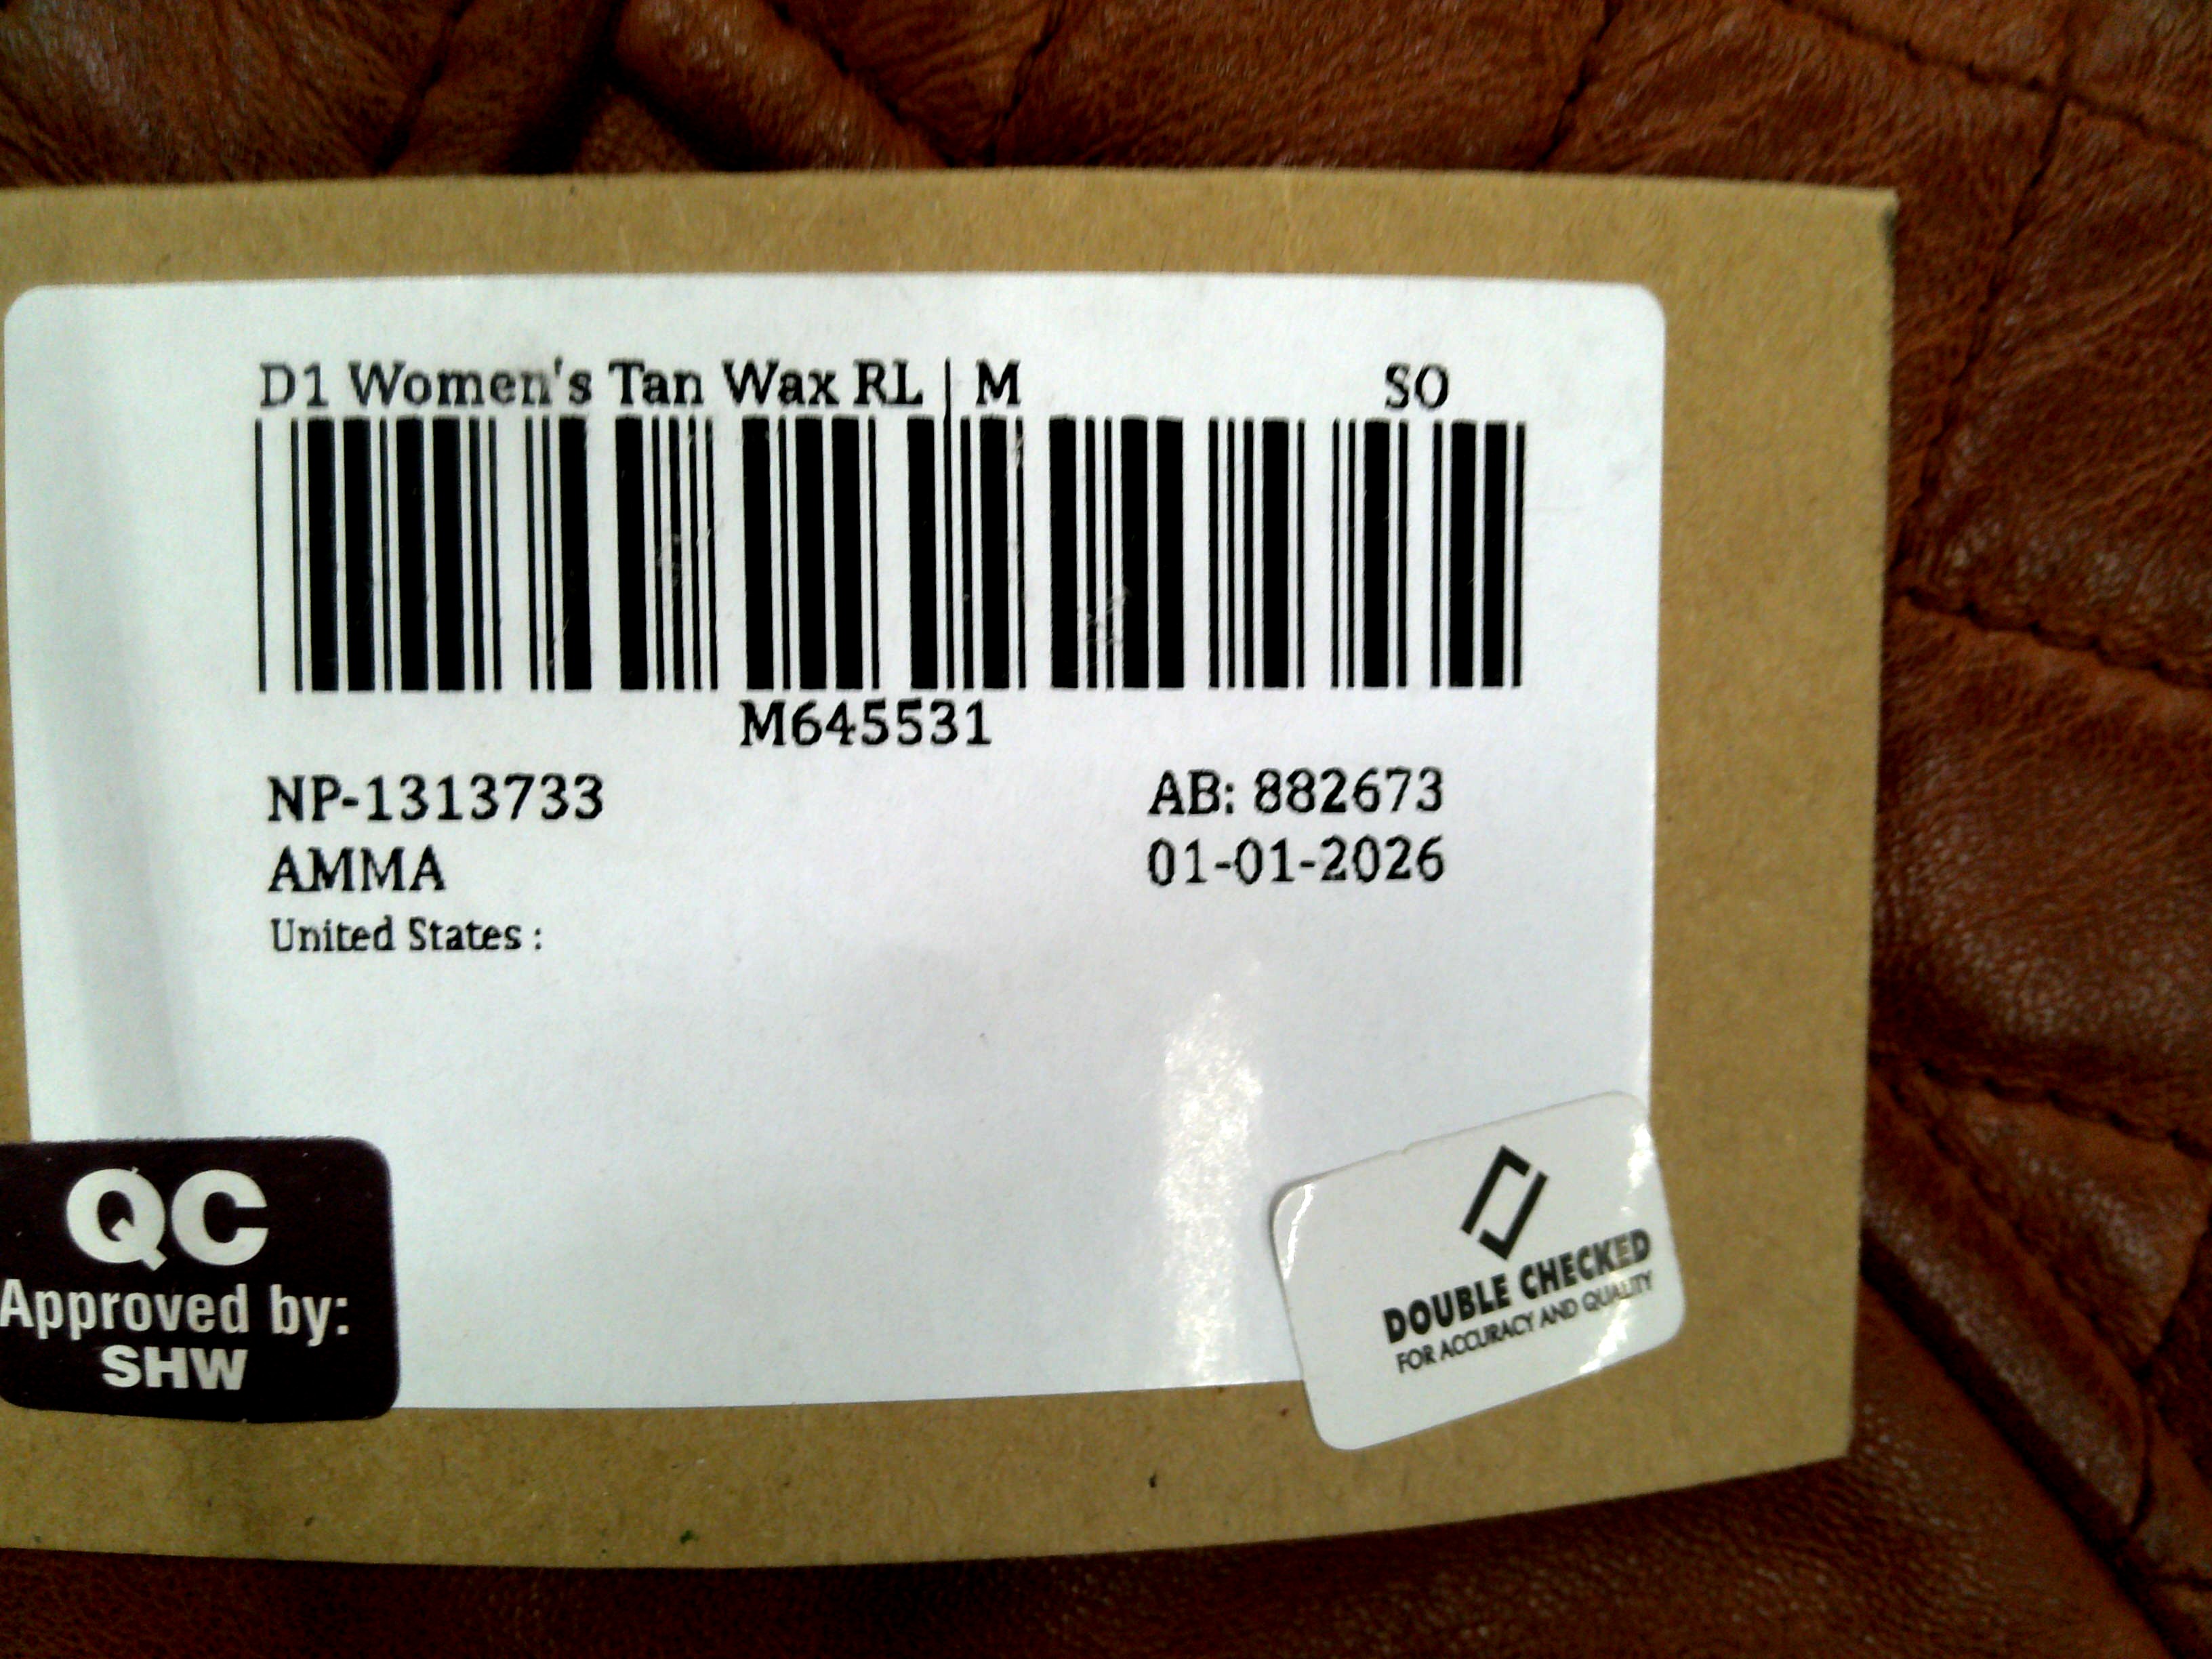 D1 Women's Tan Wax RL | M SO
M645531
NP-1313733 AB: 882673
AMMA 01-01-2026
United States :
QC
Approved by:
SHW
DOUBLE CHECKED
FOR ACCURACY AND QUALITY